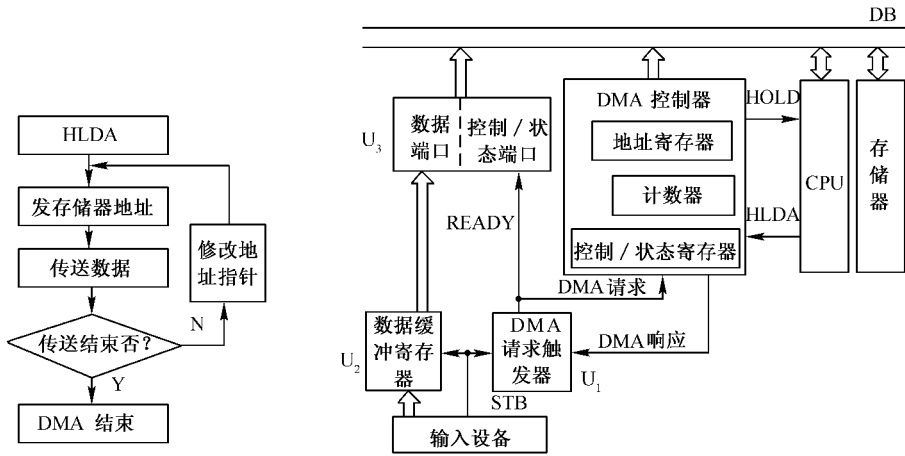 HLDA
发存储器地址
传送数据
修改地
址指针
N
传送结束否？
Y
DMA 结束
DB
数据
端口
控制／状
态端口
U3
DMA 控制器
地址寄存器
计数器
控制／状态寄存器
HOLD
HLDA
CPU
存
储
器
READY
DMA 请求
数据缓
冲寄存
器
U2
DMA
请求触
发器
U1
DMA 响应
STB
输入设备